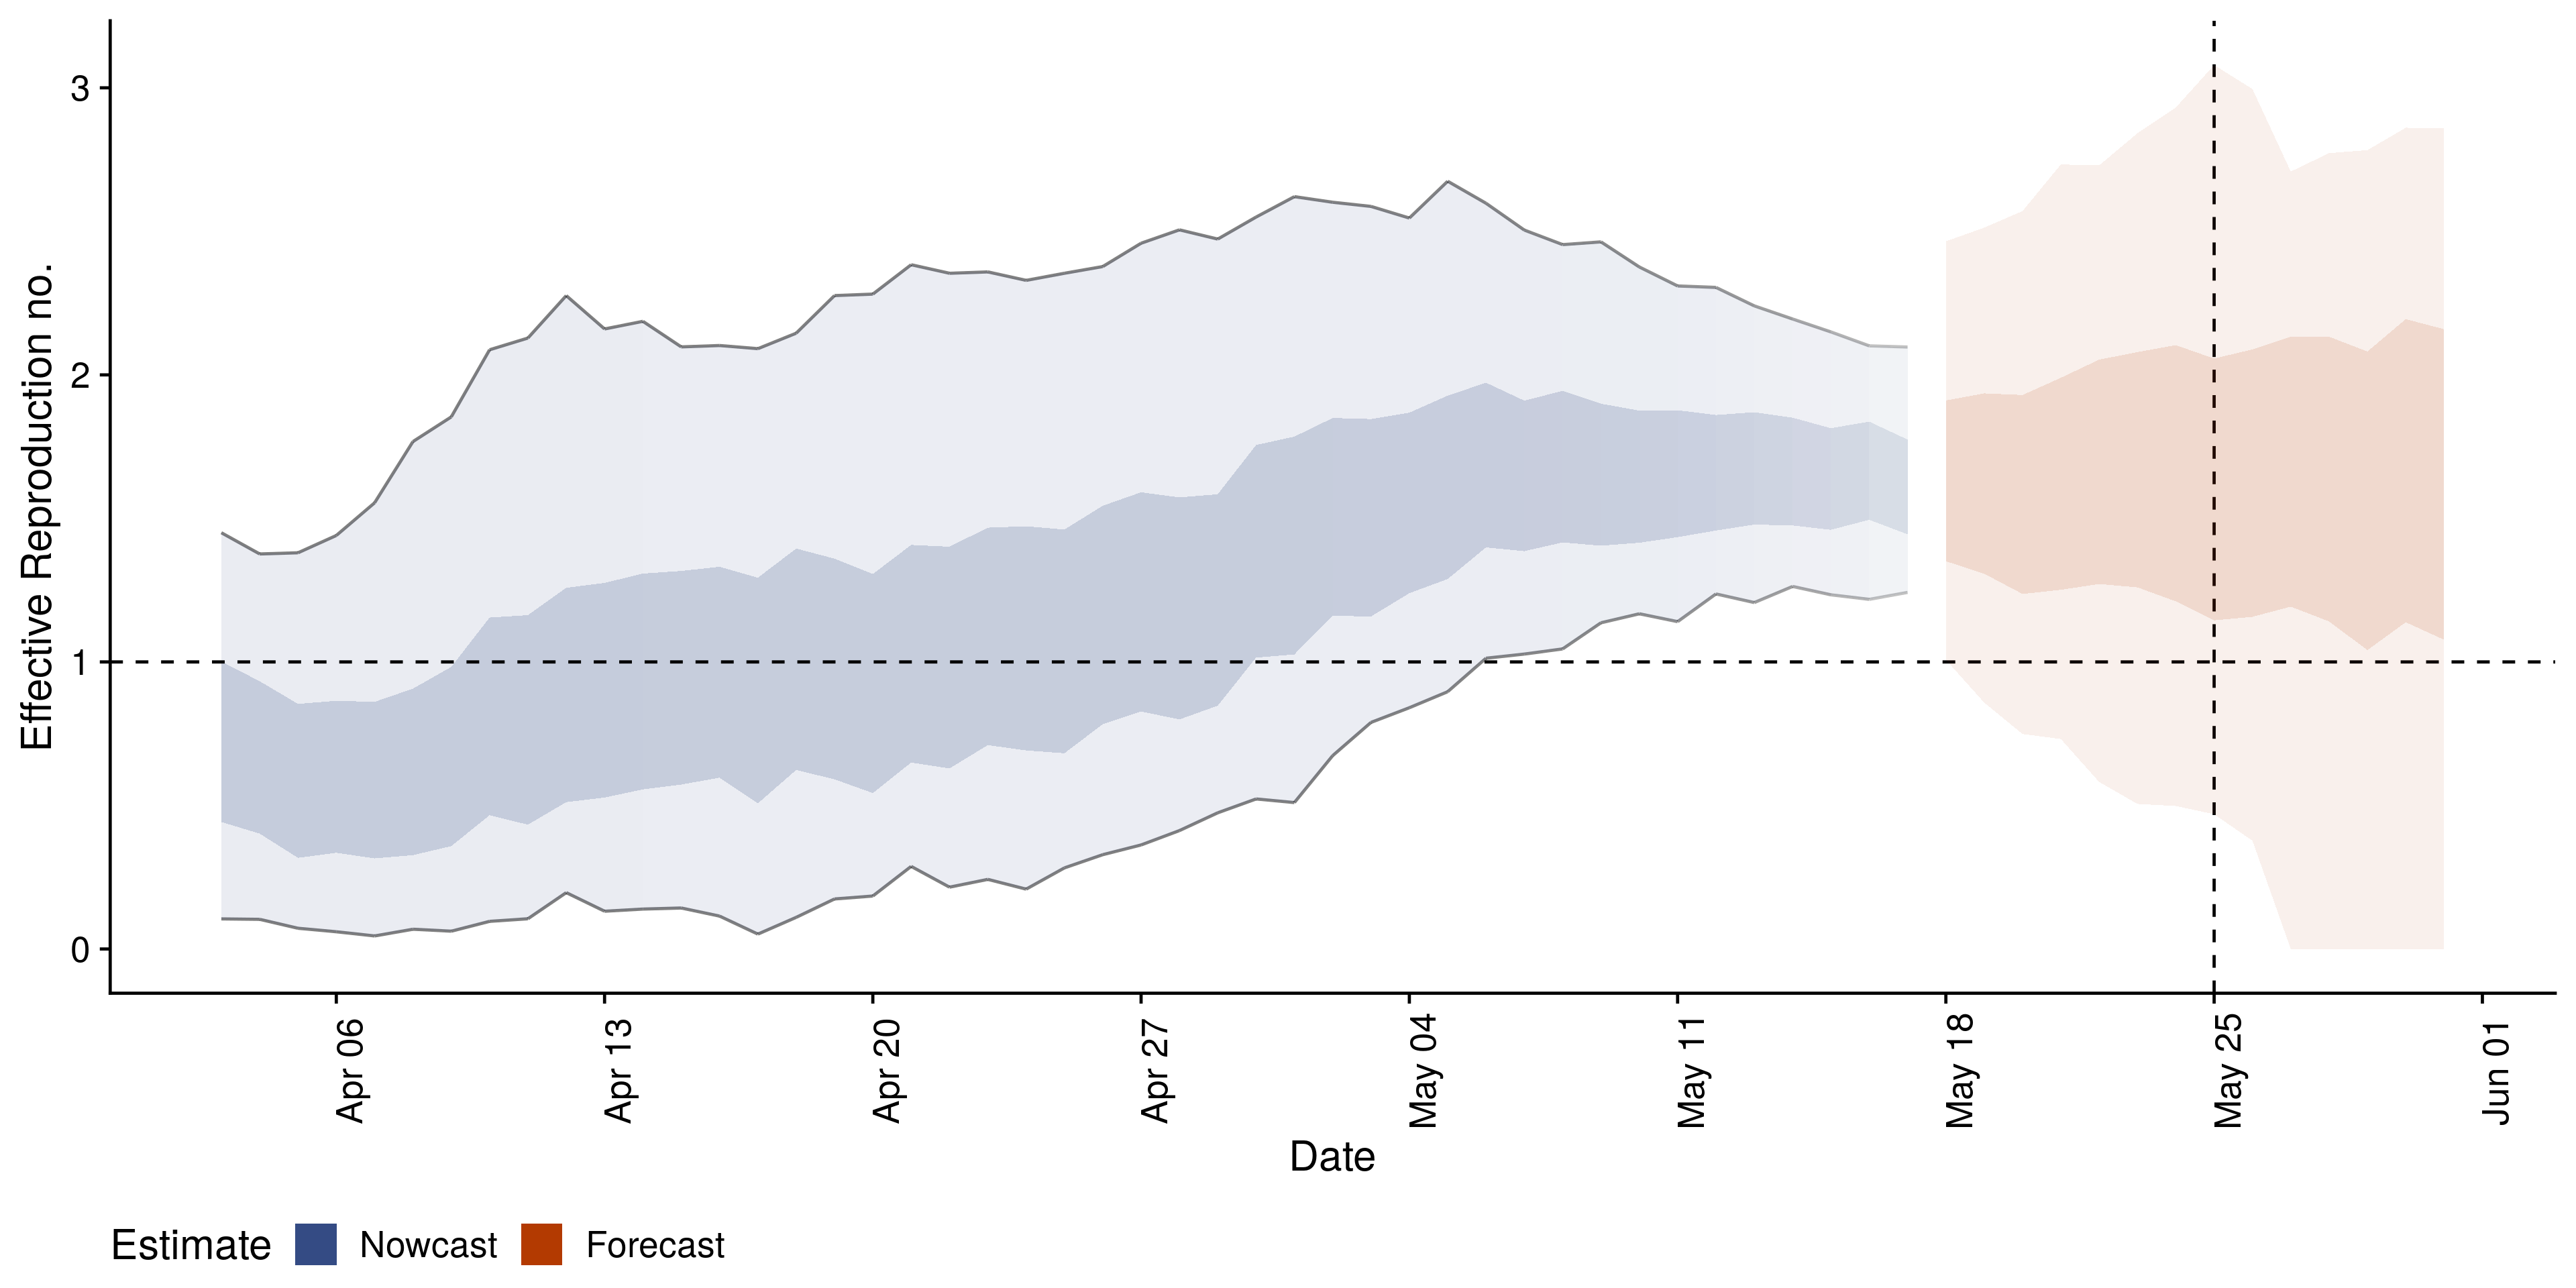 Effective Reproduction no.
3
2
1
0
Apr 06
Apr 13
Apr 20
Apr 27
May 04
May 11
May 18
May 25
Jun 01
Date
Estimate Nowcast Forecast